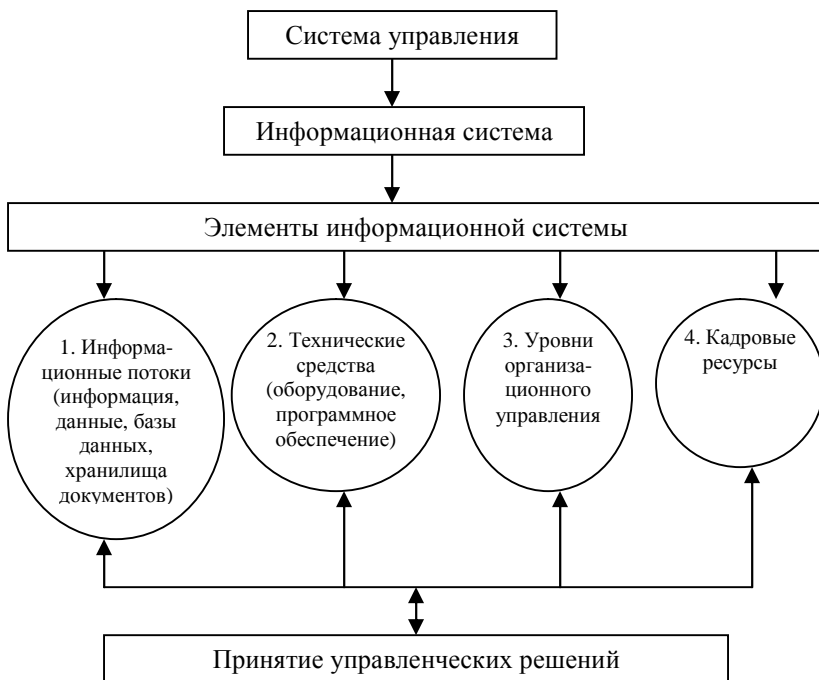 Система управления
Информационная система
Элементы информационной системы
1. Информа-
ционные потоки
(информация,
данные, базы
данных,
хранилища
документов)
2. Технические
средства
(оборудование,
программное
обеспечение)
3. Уровни
организа-
ационного
управления
4. Кадровые
ресурсы
Принятие управленческих решений